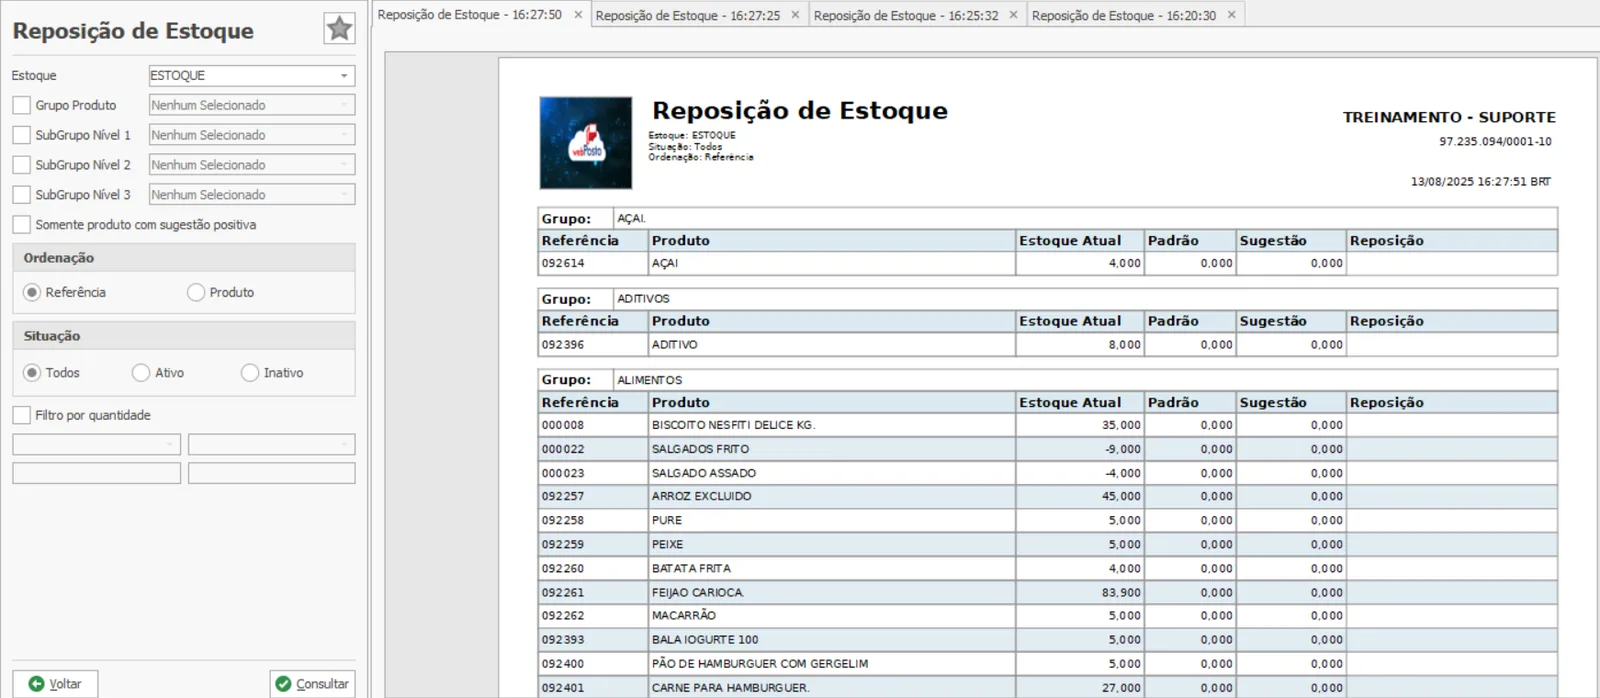 Reposição de Estoque
Estoque ESTOQUE
Grupo Produto Nenhum Selecionado
SubGrupo Nível 1 Nenhum Selecionado
SubGrupo Nível 2 Nenhum Selecionado
SubGrupo Nível 3 Nenhum Selecionado
Somente produto com sugestão positiva
Ordenação
Referência Produto
Situação
Todos Ativo Inativo
Filtro por quantidade
Voltar Consultar
Reposição de Estoque - 16:27:50 × Reposição de Estoque - 16:27:25 × Reposição de Estoque - 16:25:32 × Reposição de Estoque - 16:20:30 ×
webPosto
Reposição de Estoque
Estoque: ESTOQUE
Situação: Todos
Ordenação: Referência
TREINAMENTO - SUPORTE
97.235.094/0001-10
13/08/2025 16:27:51 BRT
Grupo: AÇAI.
Referência Produto Estoque Atual Padrão Sugestão Reposição
092614 AÇAI 4,000 0,000 0,000
Grupo: ADITIVOS
Referência Produto Estoque Atual Padrão Sugestão Reposição
092396 ADITIVO 8,000 0,000 0,000
Grupo: ALIMENTOS
Referência Produto Estoque Atual Padrão Sugestão Reposição
000008 BISCOITO NESFITI DELICE KG. 35,000 0,000 0,000
000022 SALGADOS FRITO -9,000 0,000 0,000
000023 SALGADO ASSADO -4,000 0,000 0,000
092257 ARROZ EXCLUIDO 45,000 0,000 0,000
092258 PURE 5,000 0,000 0,000
092259 PEIXE 5,000 0,000 0,000
092260 BATATA FRITA 4,000 0,000 0,000
092261 FEIJAO CARIOCA. 83,900 0,000 0,000
092262 MACARRÃO 5,000 0,000 0,000
092393 BALA IOGURTE 100 5,000 0,000 0,000
092400 PÃO DE HAMBURGUER COM GERGELIM 5,000 0,000 0,000
092401 CARNE PARA HAMBURGUER. 27,000 0,000 0,000